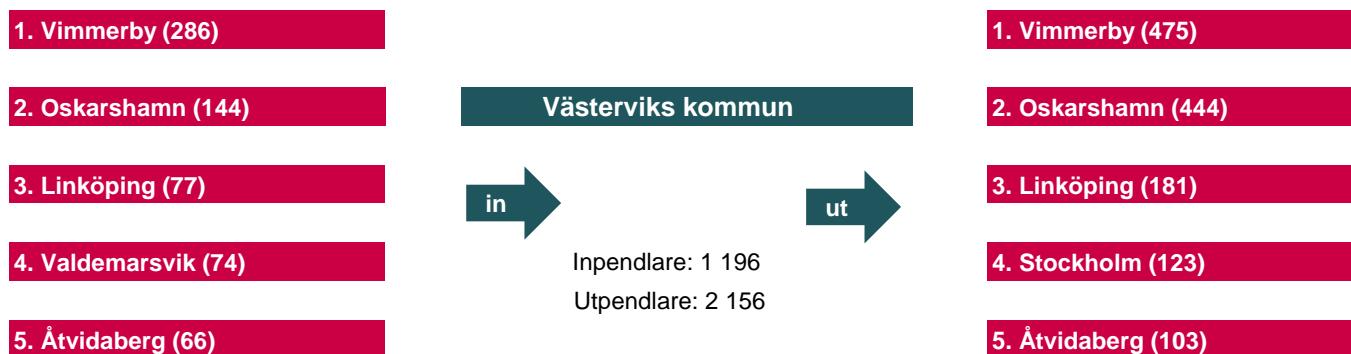 1. Vimmerby (286)
2. Oskarshamn (144)
3. Linköping (77)
4. Valdemarsvik (74)
5. Åtvidaberg (66)
Västerviks kommun
in
ut
Inpendlare: 1 196
Utpendlare: 2 156
1. Vimmerby (475)
2. Oskarshamn (444)
3. Linköping (181)
4. Stockholm (123)
5. Åtvidaberg (103)